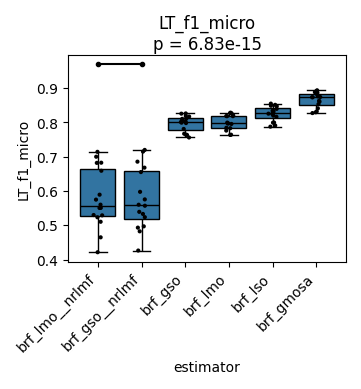 LT_f1_micro
p = 6.83e-15
LT_f1_micro
0.9
0.8
0.7
0.6
0.5
0.4
brf_lmo__nrlmf
brf_gso__nrlmf
brf_gso
brf_lmo
brf_lso
brf_gmosa
estimator